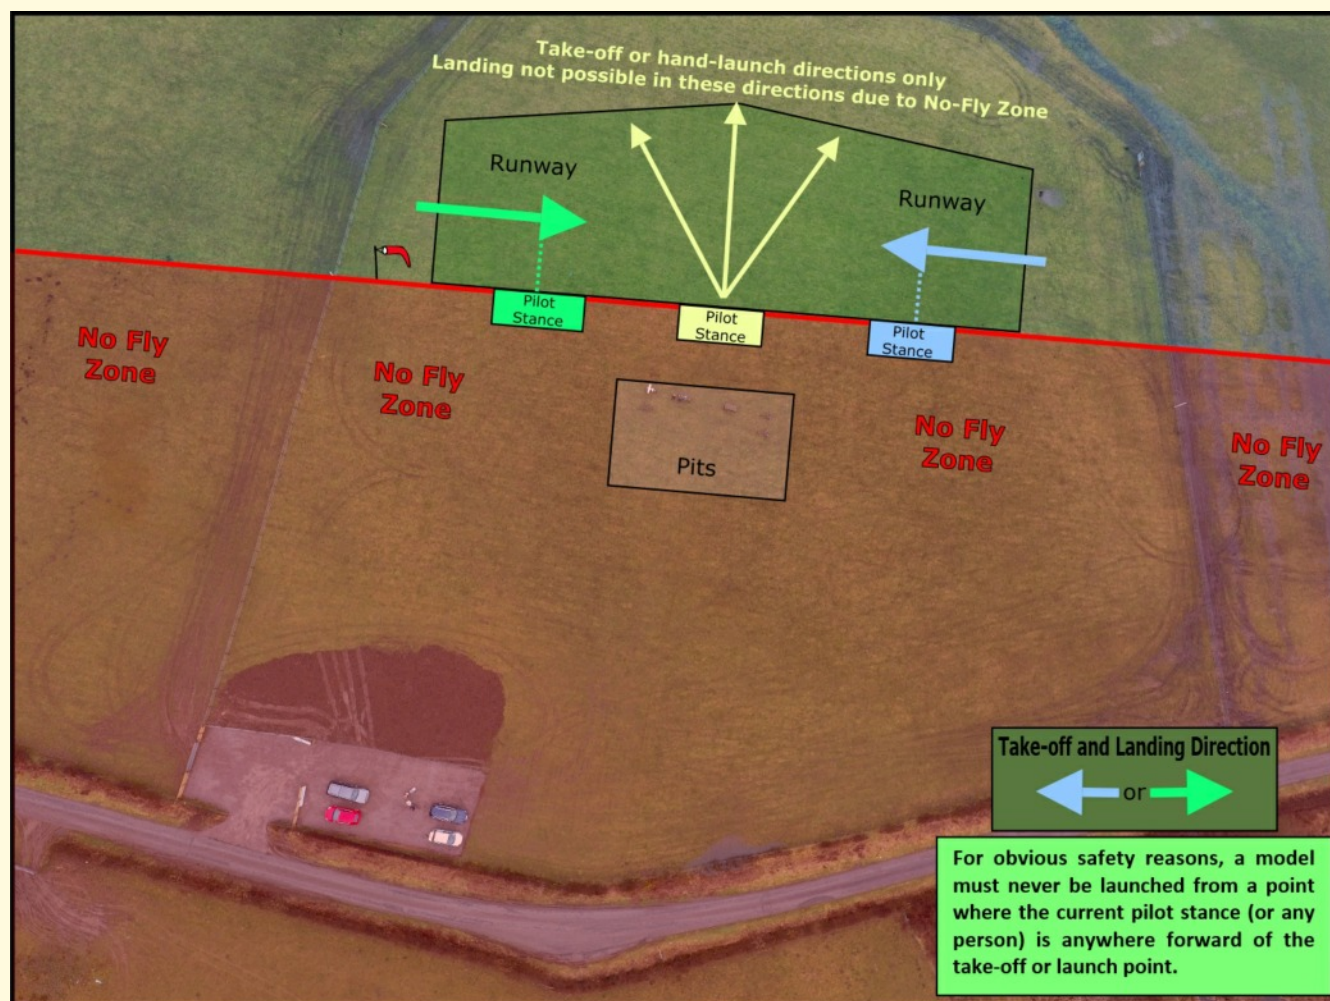 Take-off or hand-launch directions only
Landing not possible in these directions due to No-Fly Zone
Runway
Runway
Pilot
Stance
Pilot
Stance
Pilot
Stance
No Fly
Zone
No Fly
Zone
No Fly
Zone
No Fly
Zone
Pits
Take-off and Landing Direction
or
For obvious safety reasons, a model
must never be launched from a point
where the current pilot stance (or any
person) is anywhere forward of the
take-off or launch point.